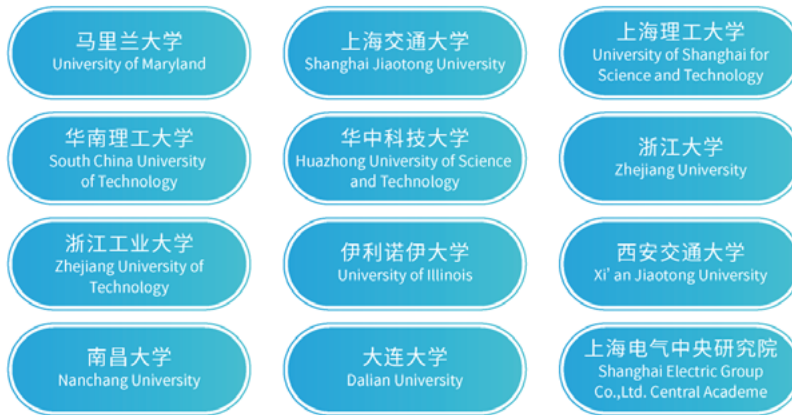 马里兰大学
University of Maryland
上海交通大学
Shanghai Jiaotong University
上海理工大学
University of Shanghai for
Science and Technology
华南理工大学
South China University
of Technology
华中科技大学
Huazhong University of Science
and Technology
浙江大学
Zhejiang University
浙江工业大学
Zhejiang University of
Technology
伊利诺伊大学
University of Illinois
西安交通大学
Xi' an Jiaotong University
南昌大学
Nanchang University
大连大学
Dalian University
上海电气中央研究院
Shanghai Electric Group
Co.,Ltd. Central Academe